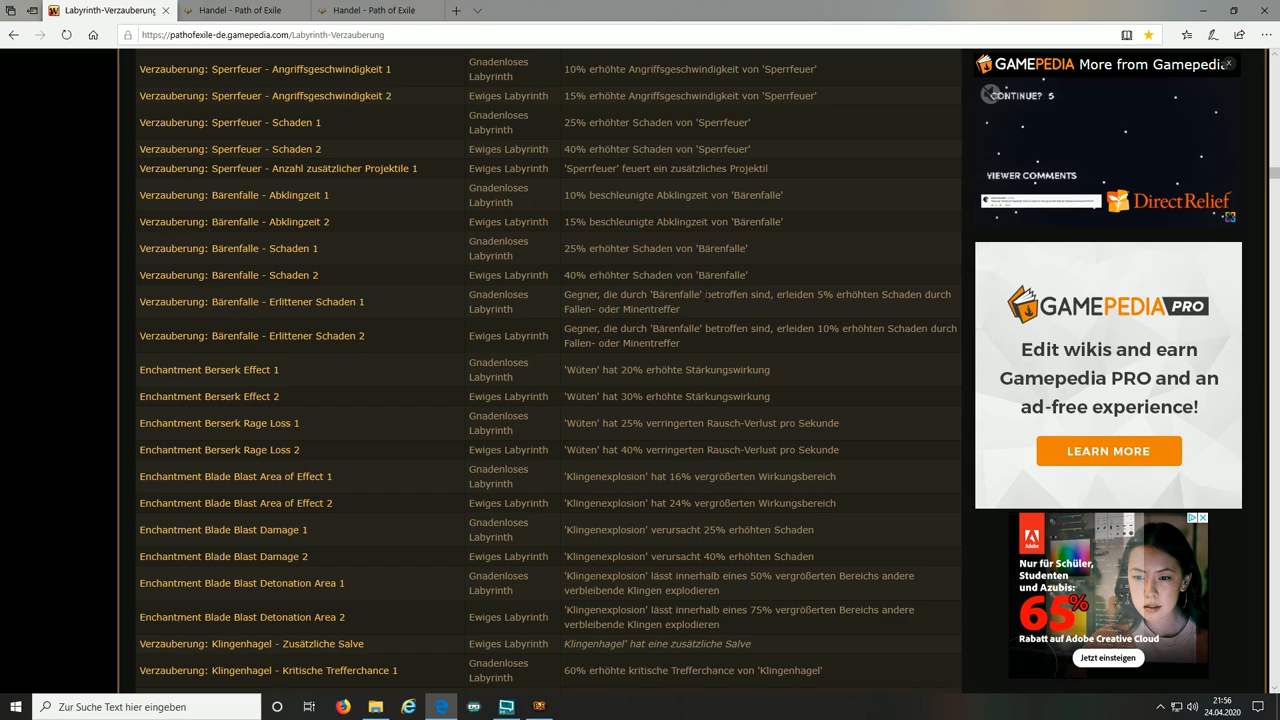 Labyrinth-Verzauberung
Handel - Path of Exile
Handel - Path of Exile
https://pathofexile-de.gamepedia.com/Labyrinth-Verzauberung
Verzauberung: Sperrfeuer - Angriffsgeschwindigkeit 1
Gnadenloses
Labyrinth
10% erhöhte Angriffsgeschwindigkeit von 'Sperrfeuer'
Verzauberung: Sperrfeuer - Angriffsgeschwindigkeit 2
Ewiges Labyrinth
15% erhöhte Angriffsgeschwindigkeit von 'Sperrfeuer'
Verzauberung: Sperrfeuer - Schaden 1
Gnadenloses
Labyrinth
25% erhöhter Schaden von 'Sperrfeuer'
Verzauberung: Sperrfeuer - Schaden 2
Ewiges Labyrinth
40% erhöhter Schaden von 'Sperrfeuer'
Verzauberung: Sperrfeuer - Anzahl zusätzlicher Projektile 1
Ewiges Labyrinth
'Sperrfeuer' feuert ein zusätzliches Projektil
Verzauberung: Bärenfalle - Abklingzeit 1
Gnadenloses
Labyrinth
10% beschleunigte Abklingzeit von 'Bärenfalle'
Verzauberung: Bärenfalle - Abklingzeit 2
Ewiges Labyrinth
15% beschleunigte Abklingzeit von 'Bärenfalle'
Verzauberung: Bärenfalle - Schaden 1
Gnadenloses
Labyrinth
25% erhöhter Schaden von 'Bärenfalle'
Verzauberung: Bärenfalle - Schaden 2
Ewiges Labyrinth
40% erhöhter Schaden von 'Bärenfalle'
Verzauberung: Bärenfalle - Erlittener Schaden 1
Gnadenloses
Labyrinth
Gegner, die durch 'Bärenfalle' betroffen sind, erleiden 5% erhöhten Schaden durch
Fallen- oder Minentreffer
Verzauberung: Bärenfalle - Erlittener Schaden 2
Ewiges Labyrinth
Gegner, die durch 'Bärenfalle' betroffen sind, erleiden 10% erhöhten Schaden durch
Fallen- oder Minentreffer
Enchantment Berserk Effect 1
Gnadenloses
Labyrinth
'Wüten' hat 20% erhöhte Stärkungswirkung
Enchantment Berserk Effect 2
Ewiges Labyrinth
'Wüten' hat 30% erhöhte Stärkungswirkung
Enchantment Berserk Rage Loss 1
Gnadenloses
Labyrinth
'Wüten' hat 25% verringerten Rausch-Verlust pro Sekunde
Enchantment Berserk Rage Loss 2
Ewiges Labyrinth
'Wüten' hat 40% verringerten Rausch-Verlust pro Sekunde
Enchantment Blade Blast Area of Effect 1
Gnadenloses
Labyrinth
'Klingenexplosion' hat 16% vergrößerten Wirkungsbereich
Enchantment Blade Blast Area of Effect 2
Ewiges Labyrinth
'Klingenexplosion' hat 24% vergrößerten Wirkungsbereich
Enchantment Blade Blast Damage 1
Gnadenloses
Labyrinth
'Klingenexplosion' verursacht 25% erhöhten Schaden
Enchantment Blade Blast Damage 2
Ewiges Labyrinth
'Klingenexplosion' verursacht 40% erhöhten Schaden
Enchantment Blade Blast Detonation Area 1
Gnadenloses
Labyrinth
'Klingenexplosion' lässt innerhalb eines 50% vergrößerten Bereichs andere
verbleibende Klingen explodieren
Enchantment Blade Blast Detonation Area 2
Ewiges Labyrinth
'Klingenexplosion' lässt innerhalb eines 75% vergrößerten Bereichs andere
verbleibende Klingen explodieren
Verzauberung: Klingenhagel - Zusätzliche Salve
Ewiges Labyrinth
Klingenhagel' hat eine zusätzliche Salve
Verzauberung: Klingenhagel - Kritische Trefferchance 1
Gnadenloses
Labyrinth
60% erhöhte kritische Trefferchance von 'Klingenhagel'
GAMEPEDIA More from Gamepedia
CONTINUE? 5
VIEWER COMMENTS
DirectRelief
GAMEPEDIA PRO
Edit wikis and earn
Gamepedia PRO and an
ad-free experience!
LEARN MORE
Adobe
Nur für Schüler,
Studenten
und Azubis:
65%
Rabatt auf Adobe Creative Cloud
Jetzt einsteigen
Zur Suche Text hier eingeben
21:56
24.04.2020